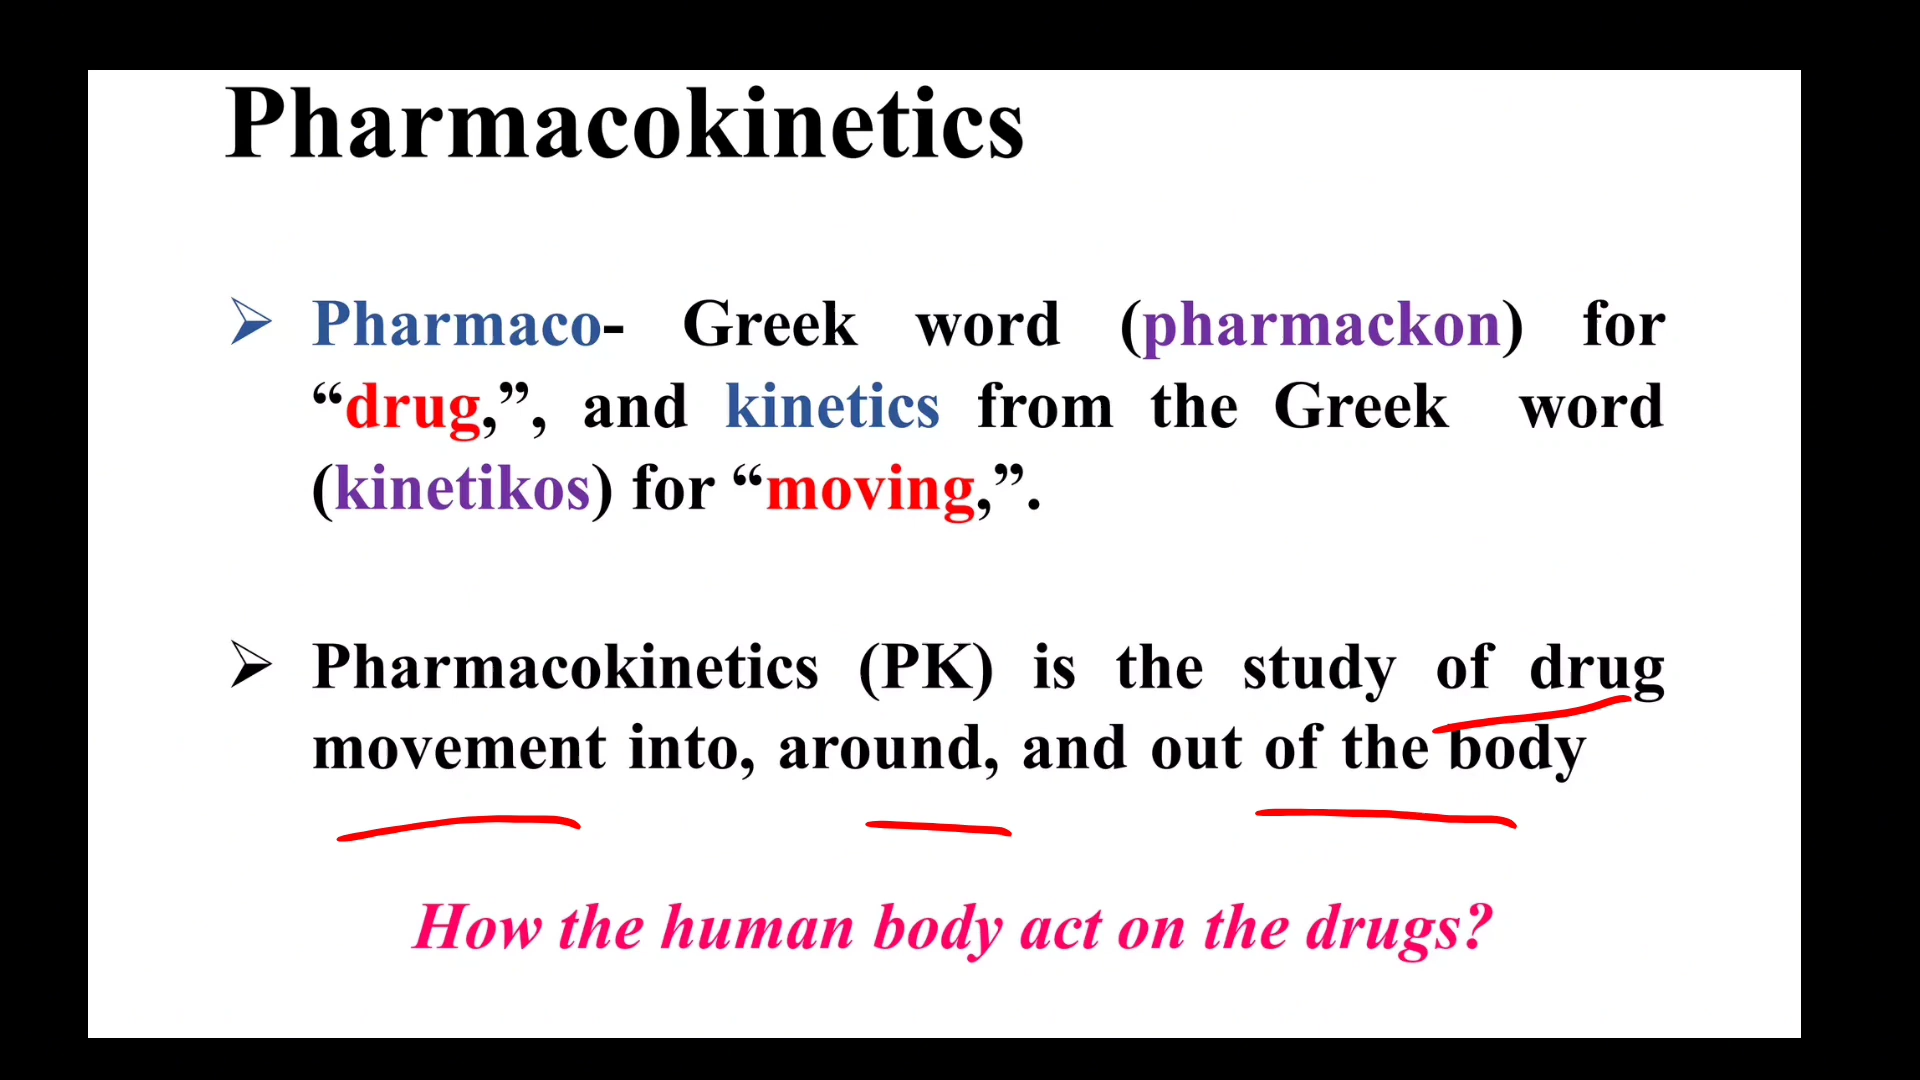 Pharmacokinetics
➢ Pharmaco- Greek word (pharmackon) for
“drug,”, and kinetics from the Greek word
(kinetikos) for “moving,”.
➢ Pharmacokinetics (PK) is the study of drug
movement into, around, and out of the body
How the human body act on the drugs?